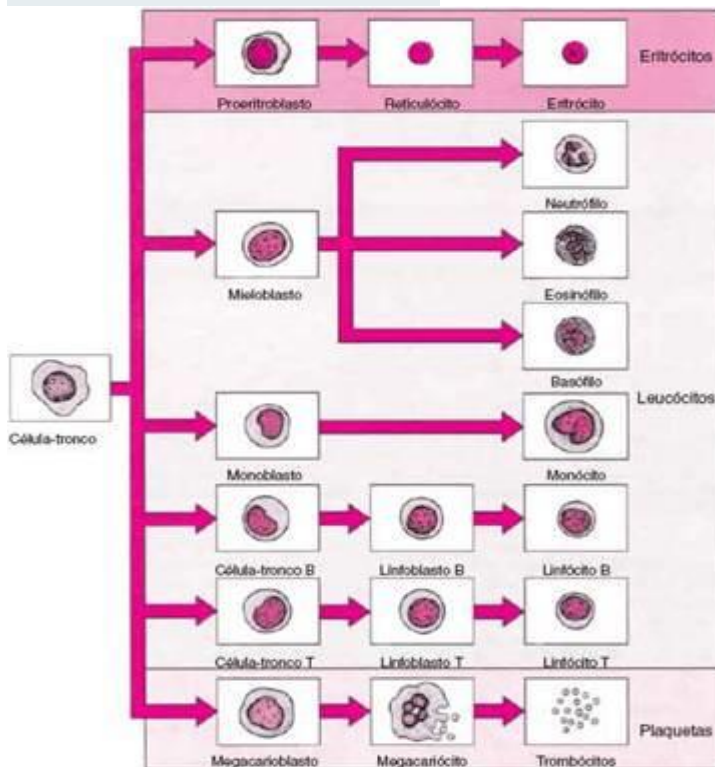 Proeritroblasto
Reticulócito
Eritrócito
Eritrócitos
Neutrófilo
Mieloblasto
Eosinófilo
Basófilo
Leucócitos
Célula-tronco
Monoblasto
Monócito
Célula-tronco B
Linfoblasto B
Linfócito B
Célula-tronco T
Linfoblasto T
Linfócito T
Megacarioblasto
Megacariócito
Trombócitos
Plaquetas